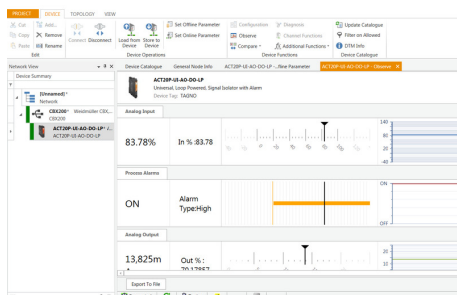 PROJECT DEVICE TOPOLOGY VIEW
Cut Add...
Copy Remove
Paste Rename
Connect Disconnect
Load from Device
Store to Device
Set Offline Parameter
Set Online Parameter
Configuration Diagnosis
Observe Channel Functions
Compare Additional Functions
Update Catalogue
Filter on Allowed
DTM Info
Edit Device Operations Device Functions Device Catalogue
Network View
Device Catalogue General Node Info ACT20P-UI-AO-DO-LP -...fline Parameter ACT20P-UI-AO-DO-LP - Observe
Device Summary
[Unnamed]*
Network
CBX200* Weidmüller CBX...
CBX200
ACT20P-UI-AO-DO-LP*
ACT20P-UI-AO-DO-LP
ACT20P-UI-AO-DO-LP
Universal, Loop Powered, Signal Isolator with Alarm
Device Tag: TAGNO
Analog Input
83.78% In % :83.78
140
80
20
-40
Process Alarms
ON Alarm Type:High
ON
OFF
Analog Output
13,825m Out % :
70.17857
20
10
Export To File